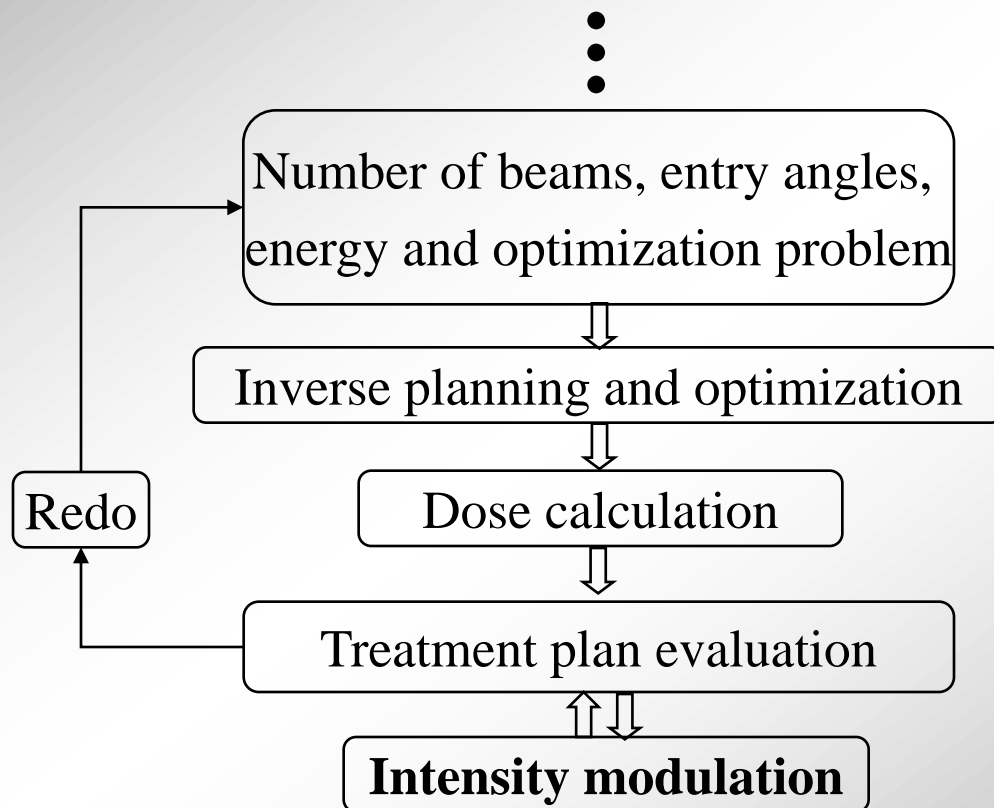 Number of beams, entry angles,
energy and optimization problem
Inverse planning and optimization
Redo
Dose calculation
Treatment plan evaluation
Intensity modulation